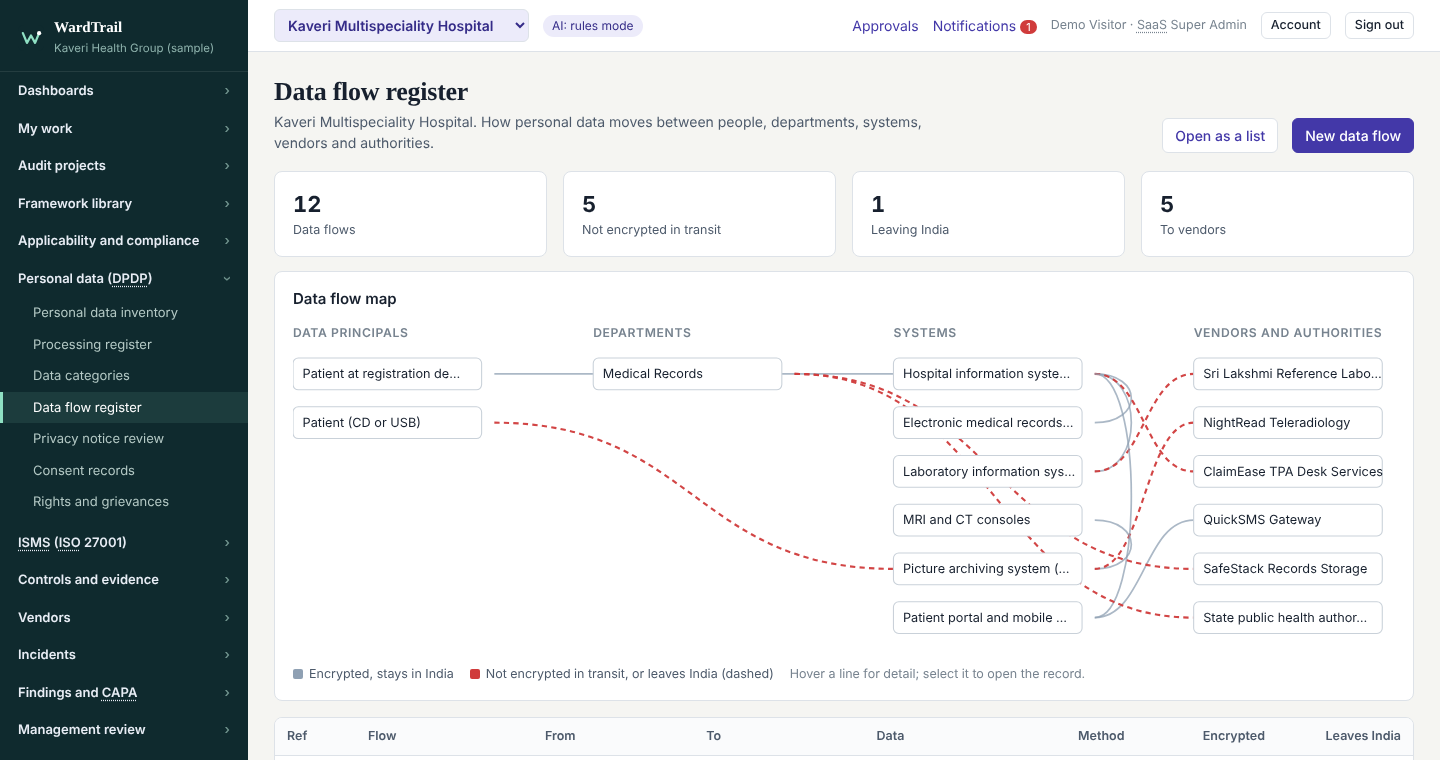 WardTrail
Kaveri Health Group (sample)
Dashboards
My work
Audit projects
Framework library
Applicability and compliance
Personal data (DPDP)
Personal data inventory
Processing register
Data categories
Data flow register
Privacy notice review
Consent records
Rights and grievances
ISMS (ISO 27001)
Controls and evidence
Vendors
Incidents
Findings and CAPA
Management review
Kaveri Multispeciality Hospital
AI: rules mode
Approvals
Notifications 1
Demo Visitor · SaaS Super Admin
Account
Sign out
Data flow register
Kaveri Multispeciality Hospital. How personal data moves between people, departments, systems,
vendors and authorities.
Open as a list
New data flow
12
Data flows
5
Not encrypted in transit
1
Leaving India
5
To vendors
Data flow map
DATA PRINCIPALS
DEPARTMENTS
SYSTEMS
VENDORS AND AUTHORITIES
Patient at registration de...
Medical Records
Hospital information syste...
Sri Lakshmi Reference Labo...
Patient (CD or USB)
Electronic medical records...
NightRead Teleradiology
Laboratory information sys...
ClaimEase TPA Desk Services
MRI and CT consoles
QuickSMS Gateway
Picture archiving system (...
SafeStack Records Storage
Patient portal and mobile ...
State public health author...
Encrypted, stays in India
Not encrypted in transit, or leaves India (dashed)
Hover a line for detail; select it to open the record.
Ref
Flow
From
To
Data
Method
Encrypted
Leaves India